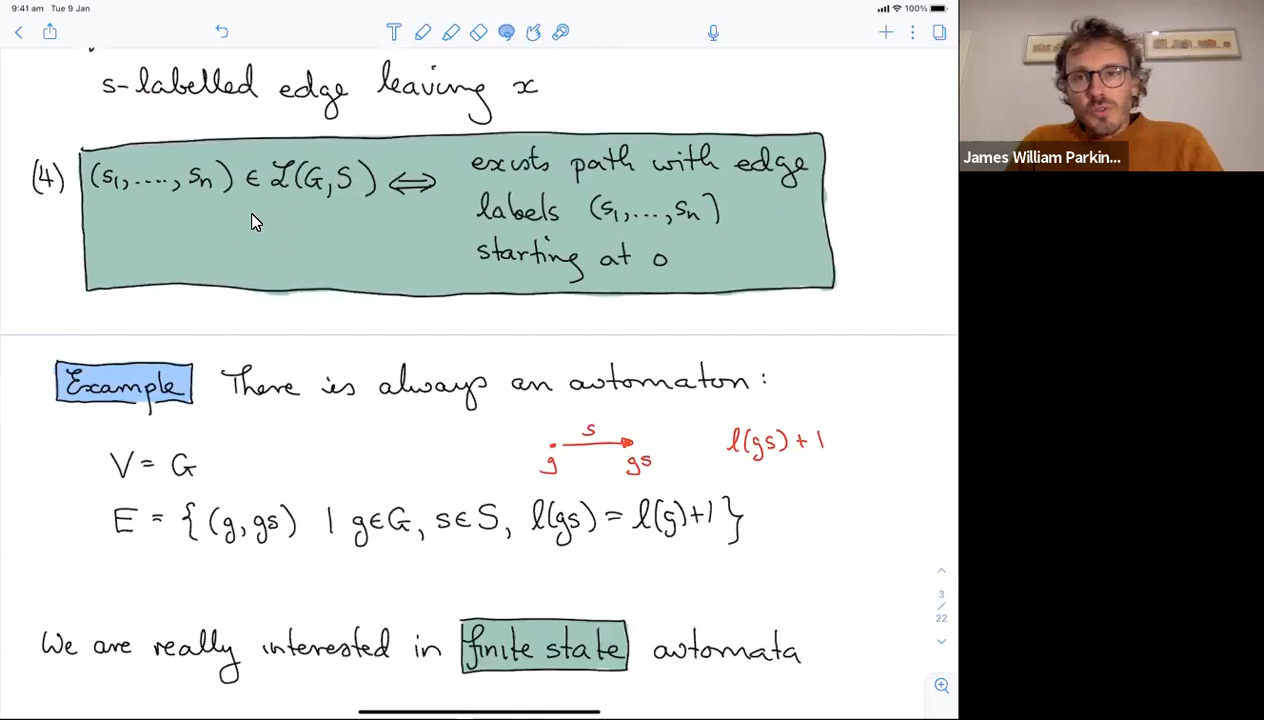 9:41 am Tue 9 Jan
100%
s-labelled edge leaving x
(4) (s₁, ...., sₙ) ∈ ℒ(G,S) ⟺ exists path with edge
labels (s₁,...,sₙ)
starting at o
Example There is always an automaton :
s
g gs l(gs) + 1
V = G
E = { (g, gs) | g∈G, s∈S, l(gs) = l(g)+1 }
We are really interested in finite state automata
3
/
22
James William Parkin...